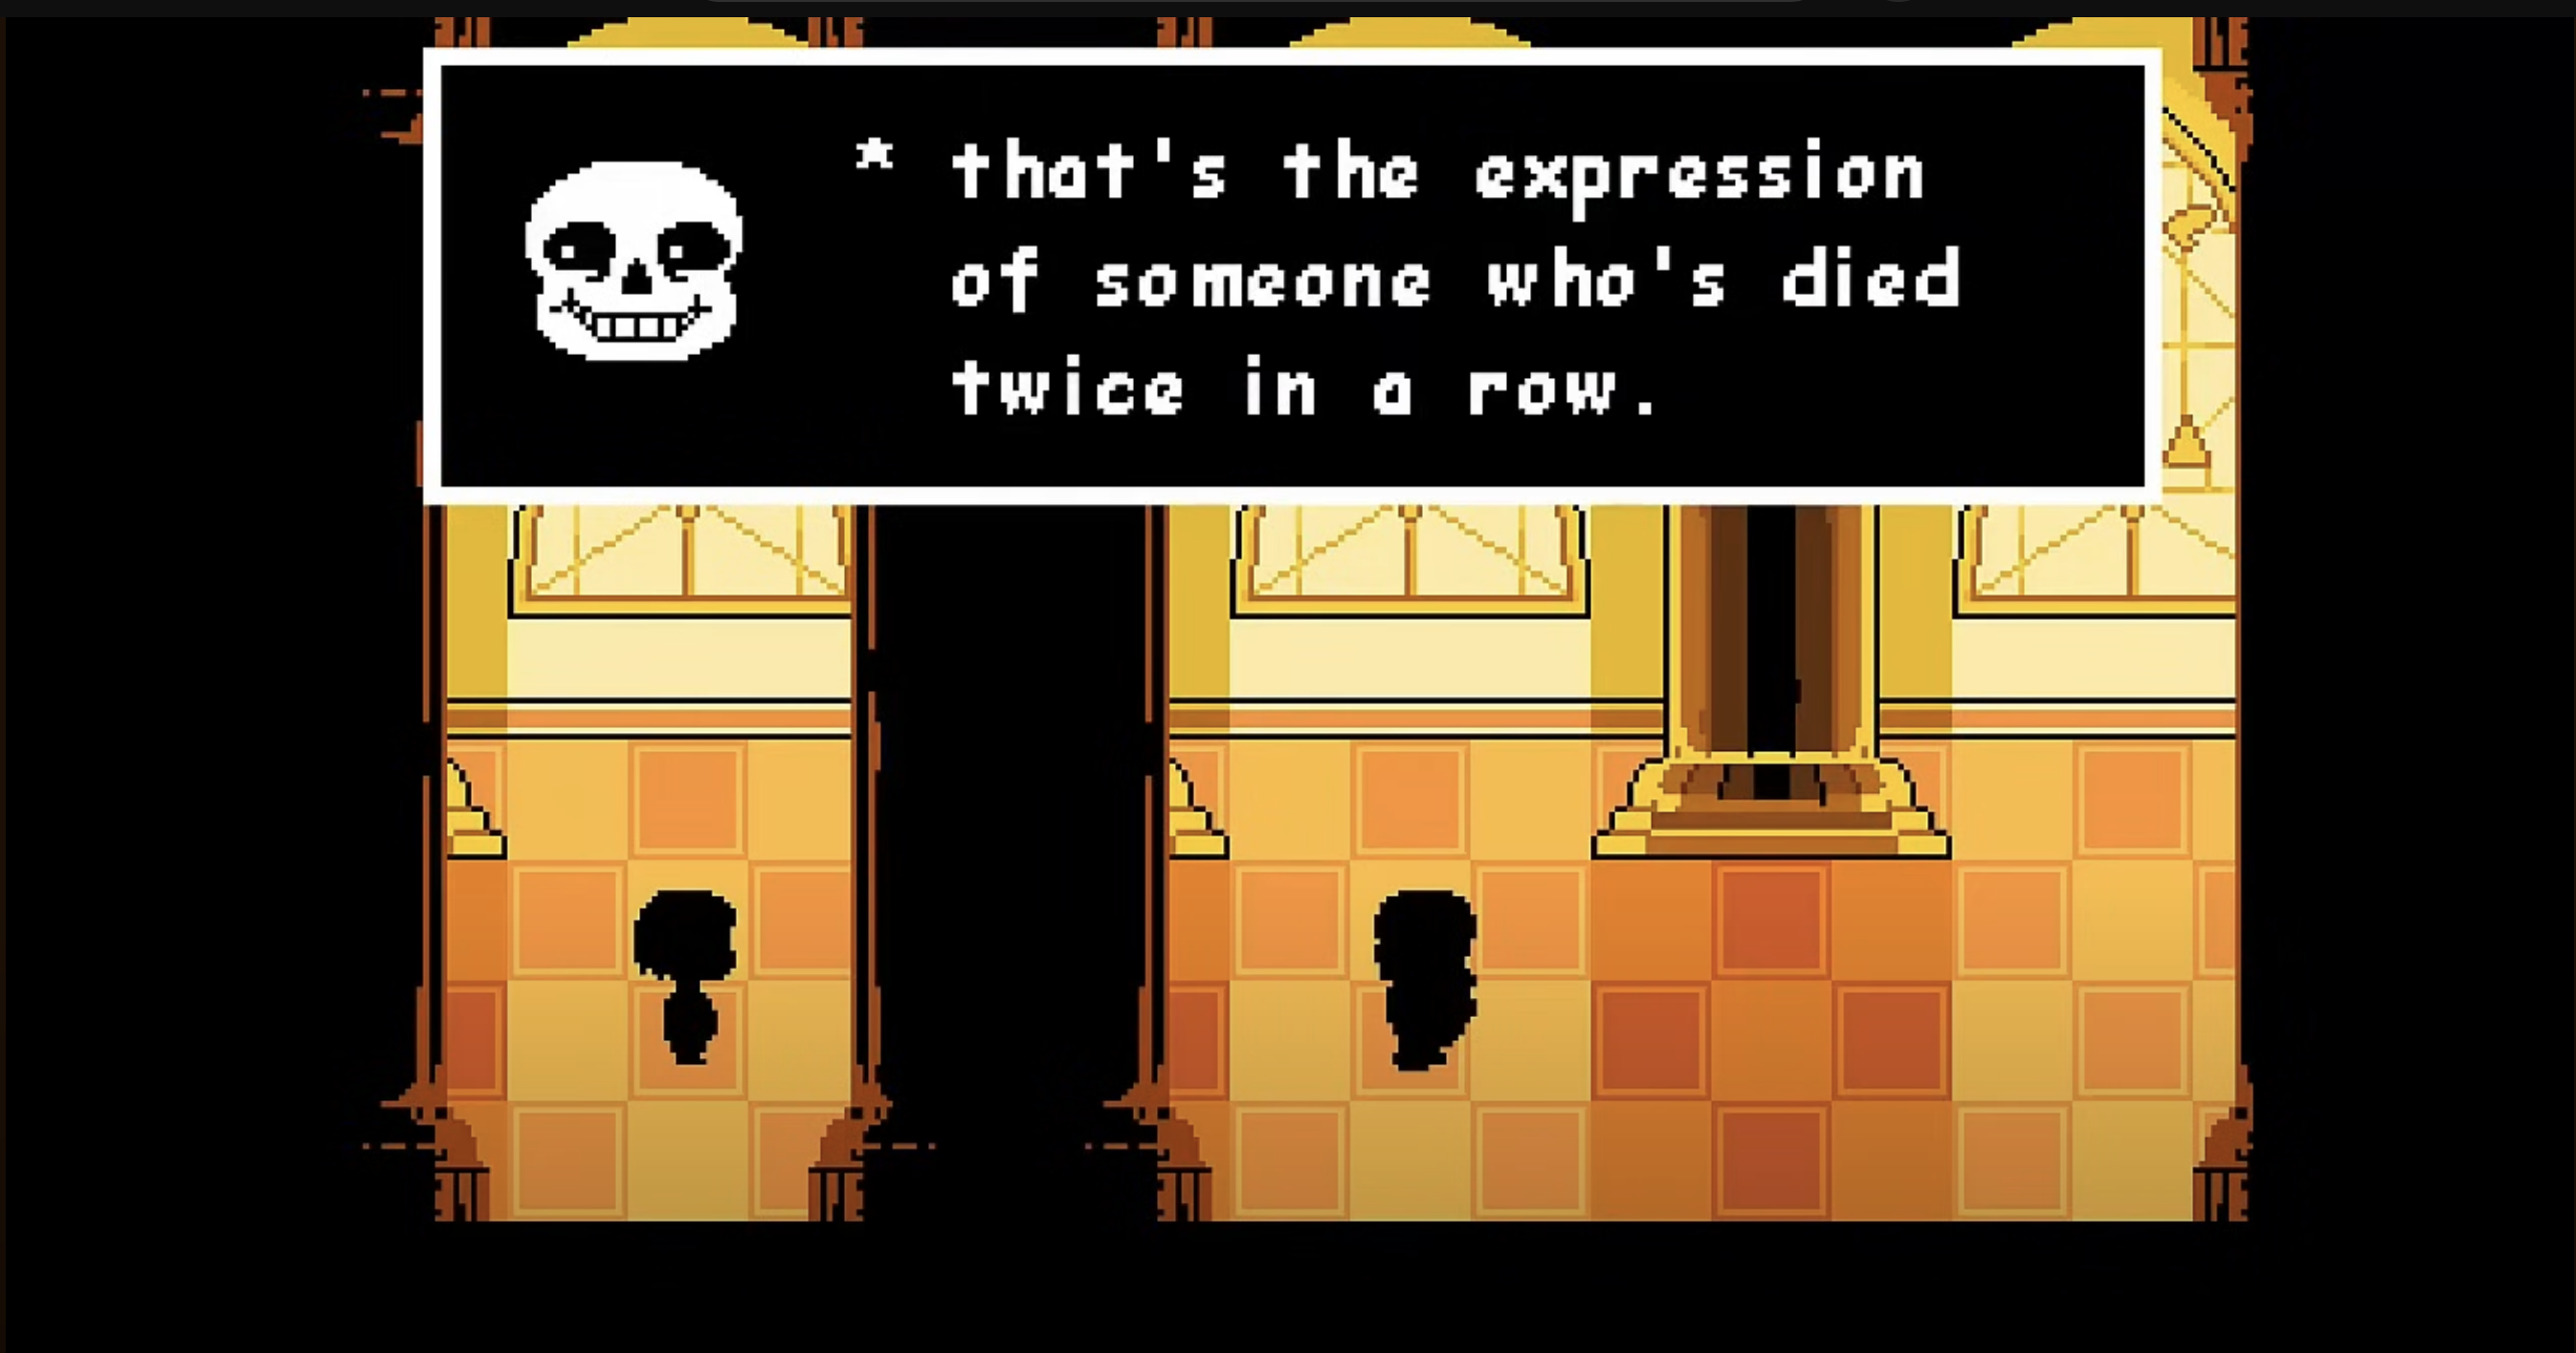 * that's the expression
of someone who's died
twice in a row.